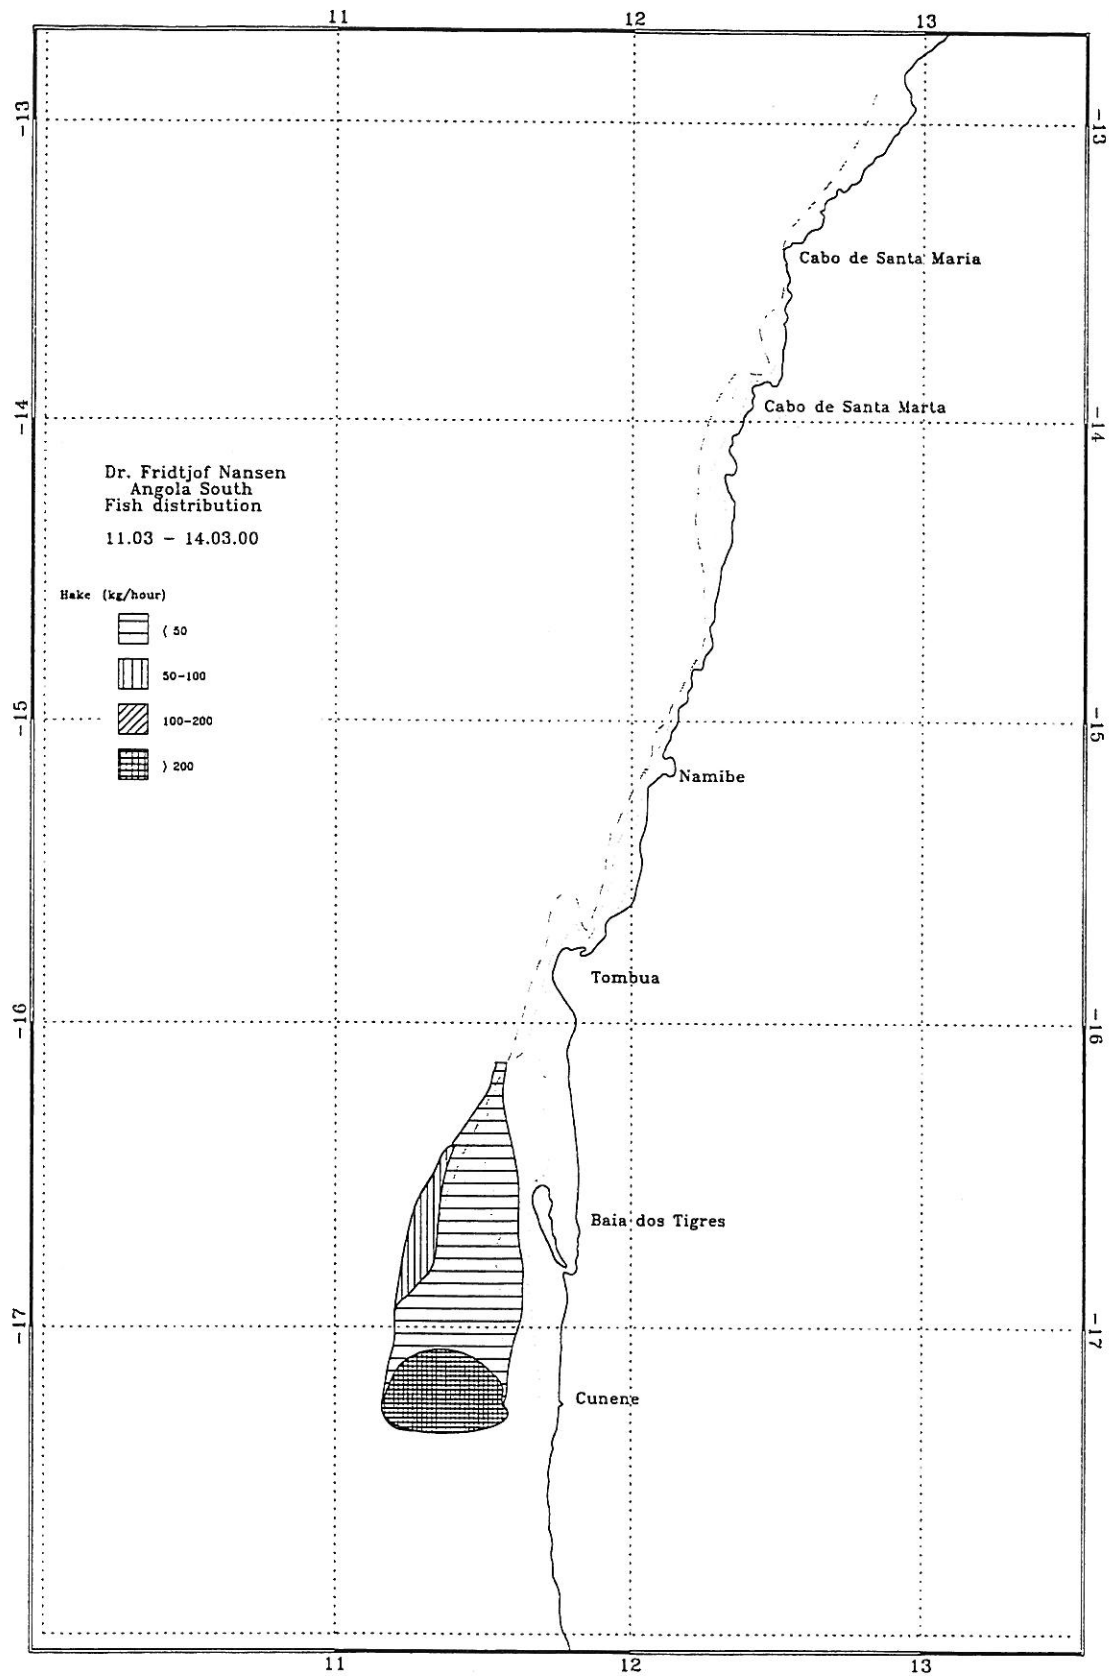 11 12 13
-13 -13
Cabo de Santa Maria
Cabo de Santa Marta
-14 -14
Dr. Fridtjof Nansen
Angola South
Fish distribution
11.03 - 14.03.00
Hake (kg/hour)
⟨ 50
50-100
100-200
⟩ 200
-15 -15
Namibe
Tombua
-16 -16
Baia dos Tigres
-17 -17
Cunene
11 12 13